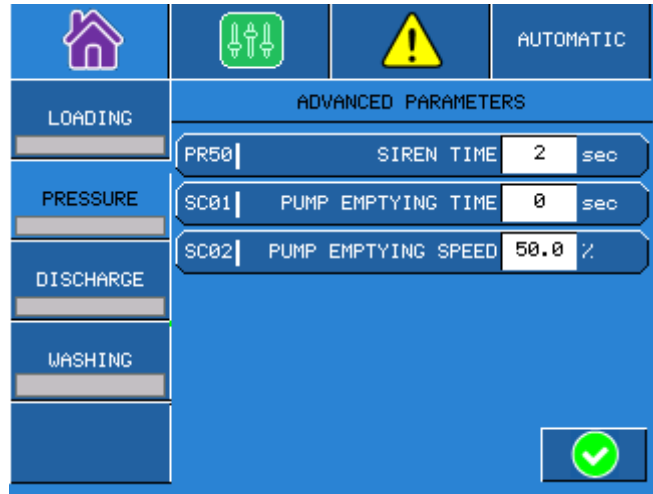 AUTOMATIC
ADVANCED PARAMETERS
LOADING
PRESSURE
DISCHARGE
WASHING
PR50 SIREN TIME 2 sec
SC01 PUMP EMPTYING TIME 0 sec
SC02 PUMP EMPTYING SPEED 50.0 %